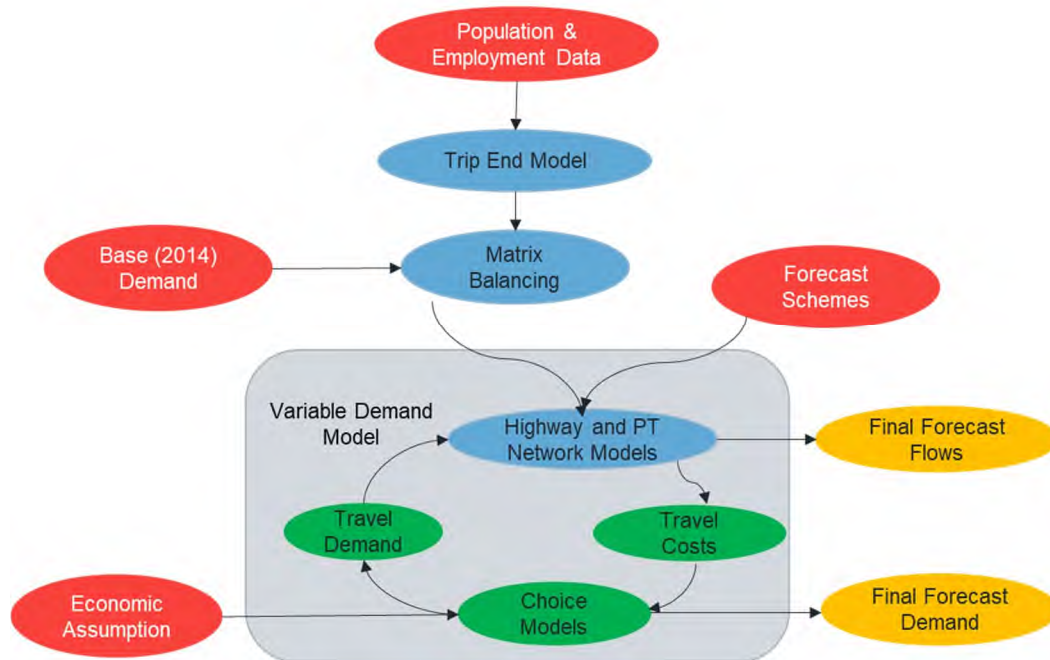 Population &
Employment Data
Trip End Model
Base (2014)
Demand
Matrix
Balancing
Forecast
Schemes
Variable Demand
Model
Highway and PT
Network Models
Final Forecast
Flows
Travel
Demand
Travel
Costs
Economic
Assumption
Choice
Models
Final Forecast
Demand